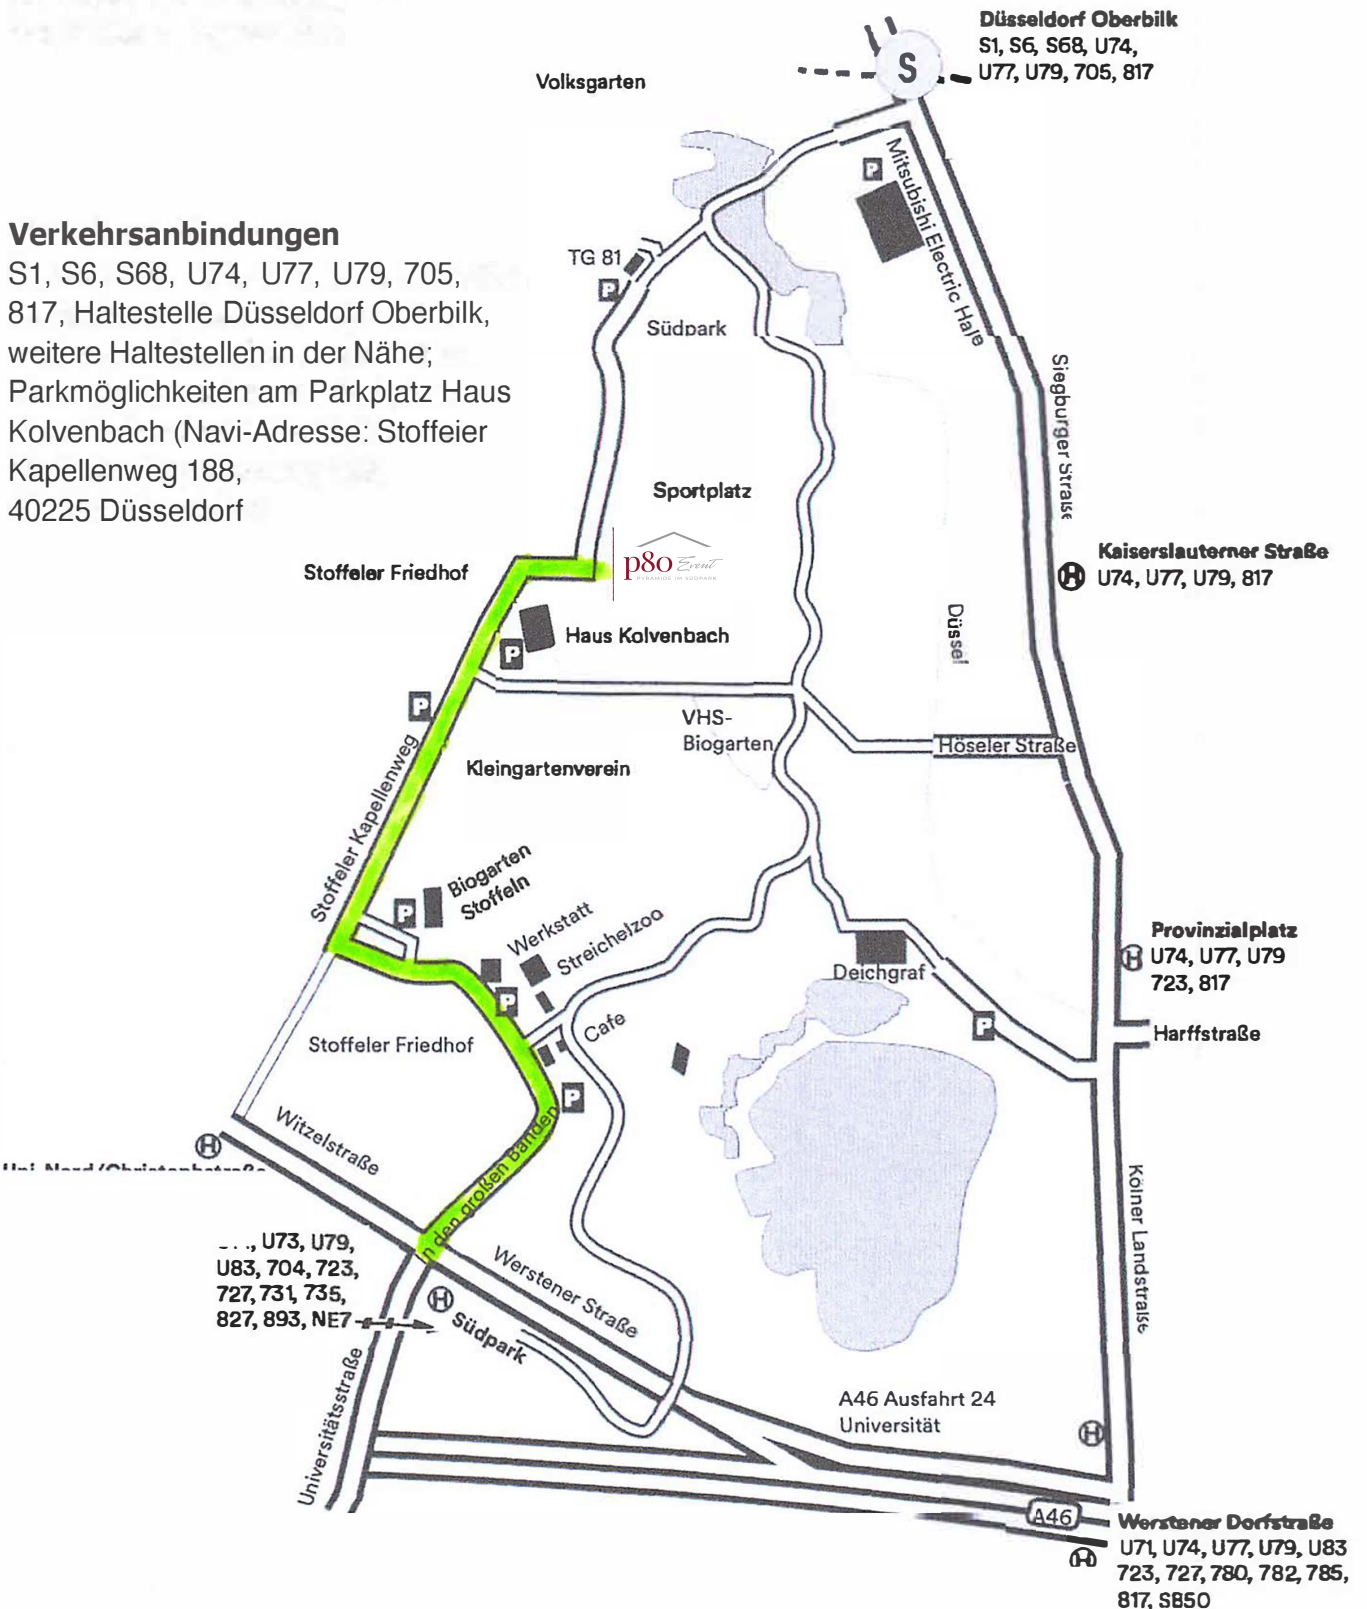 Düsseldorf Oberbilk
S1, S6, S68, U74,
U77, U79, 705, 817
S
Volksgarten
P
Mitsubishi Electric Halle
Verkehrsanbindungen
S1, S6, S68, U74, U77, U79, 705,
817, Haltestelle Düsseldorf Oberbilk,
weitere Haltestellen in der Nähe;
Parkmöglichkeiten am Parkplatz Haus
Kolvenbach (Navi-Adresse: Stoffeier
Kapellenweg 188,
40225 Düsseldorf
TG 81
P
Südpark
Siegburger Straße
Sportplatz
p80 Event
PYRAMIDE IM SÜDPARK
Stoffeler Friedhof
Kaiserslauterner Straße
H
U74, U77, U79, 817
Haus Kolvenbach
P
Düssel
P
VHS-
Biogarten
Höseler Straße
Stoffeler Kapellenweg
Kleingartenverein
Biogarten
Stoffeln
P
Werkstatt
Streichelzoo
P
Deichgraf
Provinzialplatz
H
U74, U77, U79
723, 817
P
Harffstraße
Cafe
Stoffeler Friedhof
P
Witzelstraße
H
In den großen Banden
Kölner Landstraße
U73, U79,
U83, 704, 723,
727, 731, 735,
827, 893, NE7
H
Südpark
Werstener Straße
Universitätsstraße
A46 Ausfahrt 24
Universität
H
A46
Werstener Dorfstraße
H
U71, U74, U77, U79, U83
723, 727, 780, 782, 785,
817, SB50